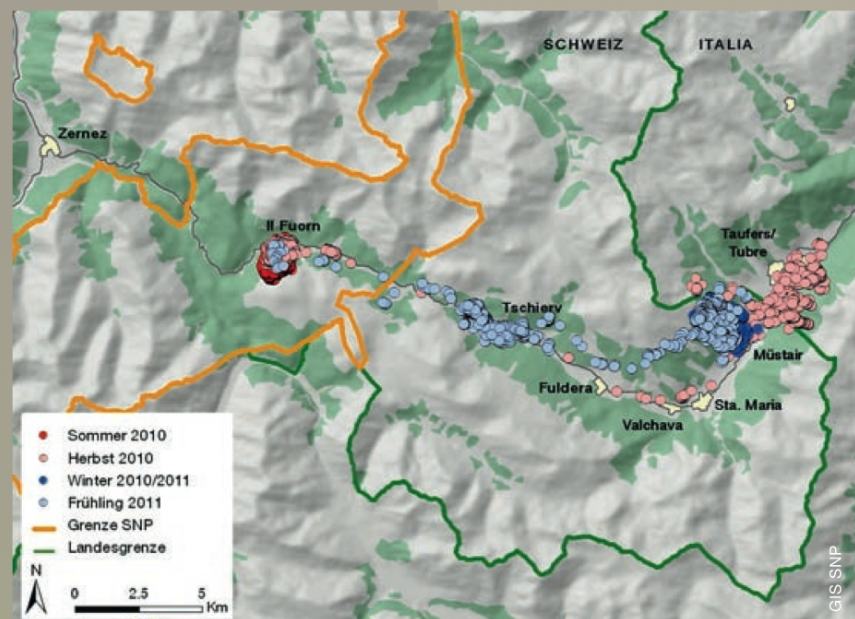 SCHWEIZ
ITALIA
Zernez
Il Fuorn
Taufers/
Tubre
Tschierv
Müstair
Fuldera
Sta. Maria
Valchava
Sommer 2010
Herbst 2010
Winter 2010/2011
Frühling 2011
Grenze SNP
Landesgrenze
N
0 2.5 5
Km
GIS SNP